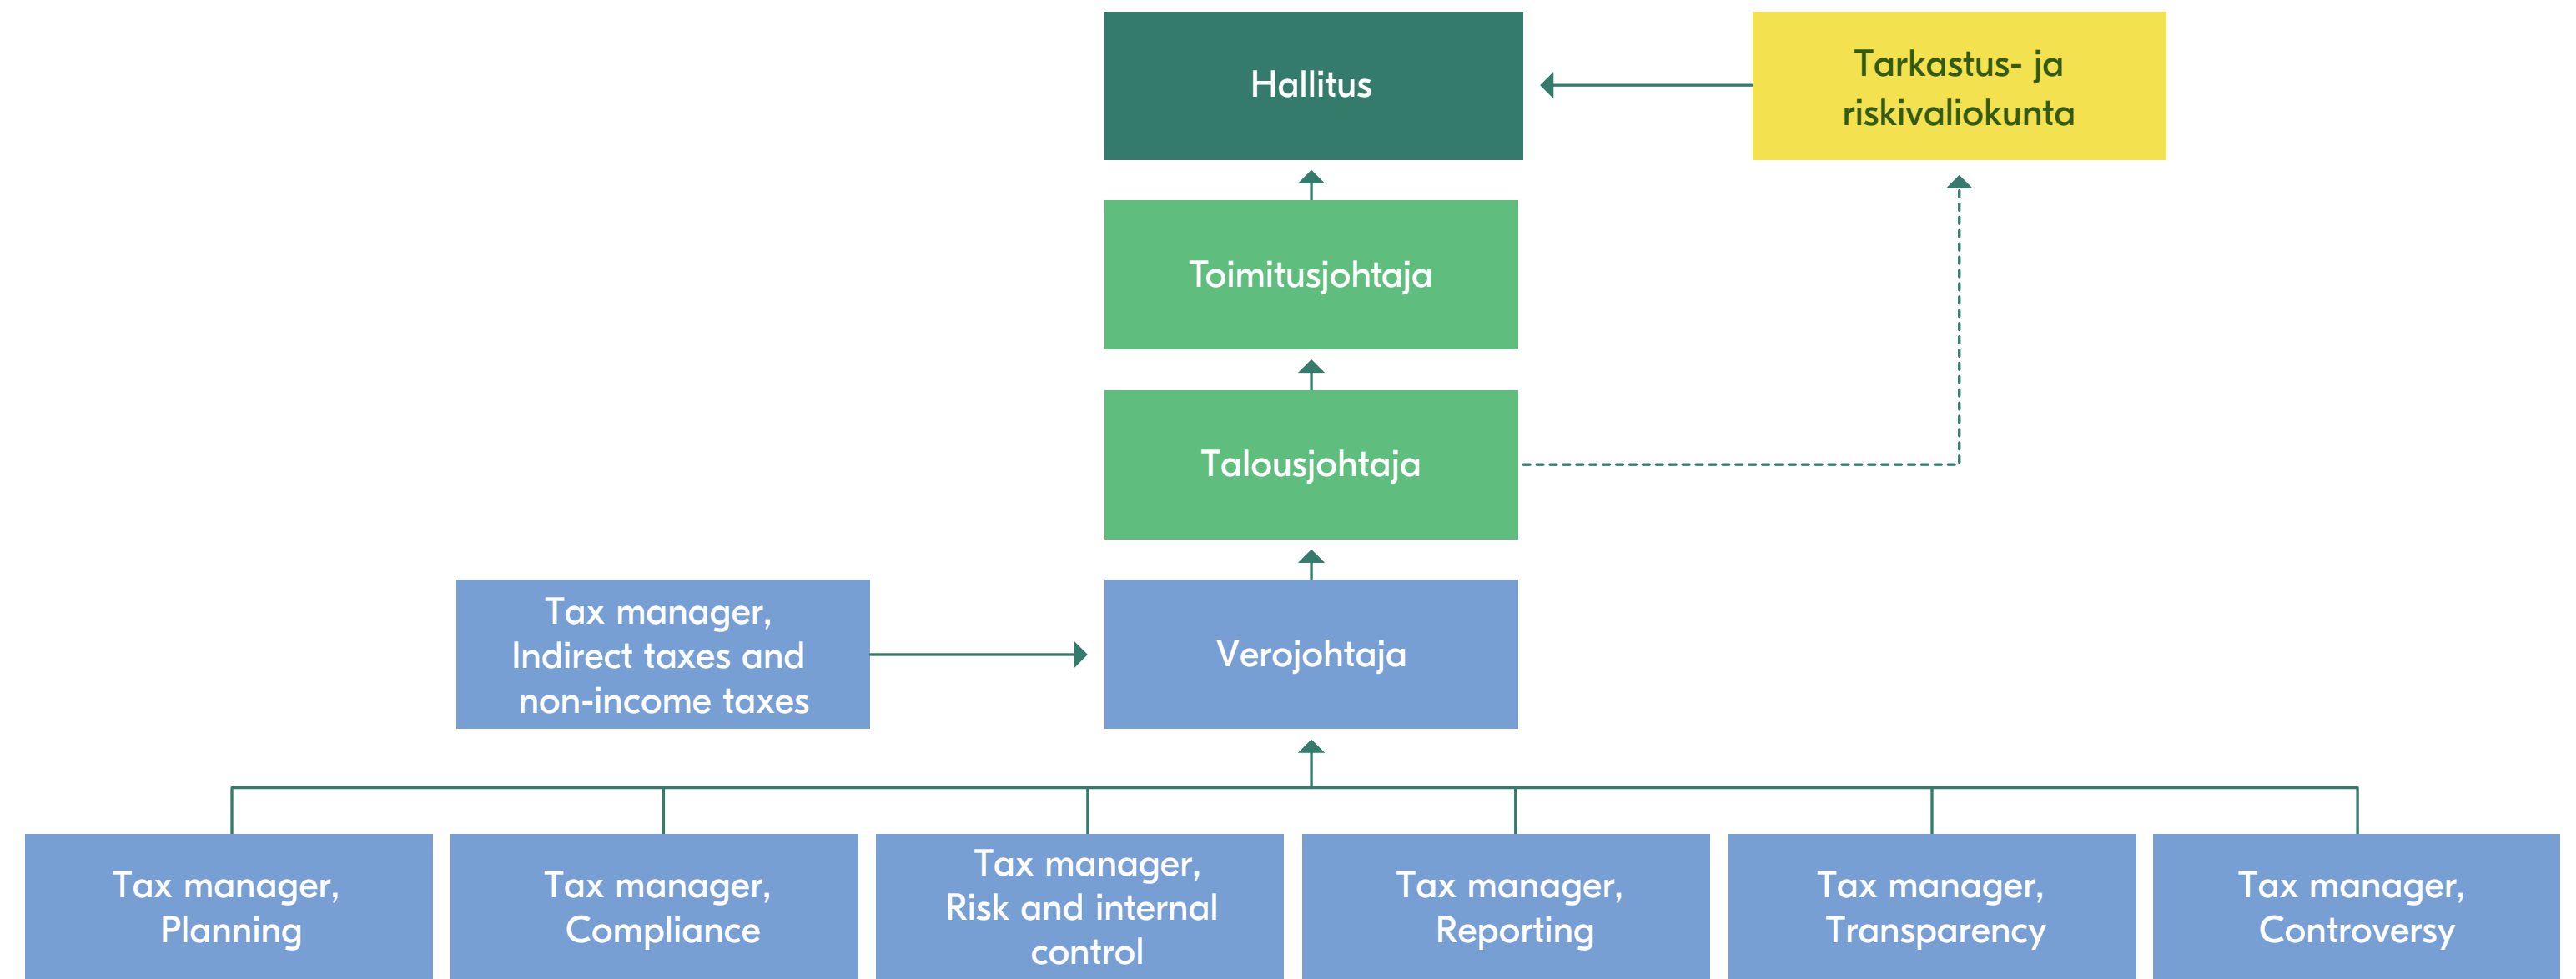 Hallitus
Tarkastus- ja
riskivaliokunta
Toimitusjohtaja
Talousjohtaja
Tax manager,
Indirect taxes and
non-income taxes
Verojohtaja
Tax manager,
Planning
Tax manager,
Compliance
Tax manager,
Risk and internal
control
Tax manager,
Reporting
Tax manager,
Transparency
Tax manager,
Controversy